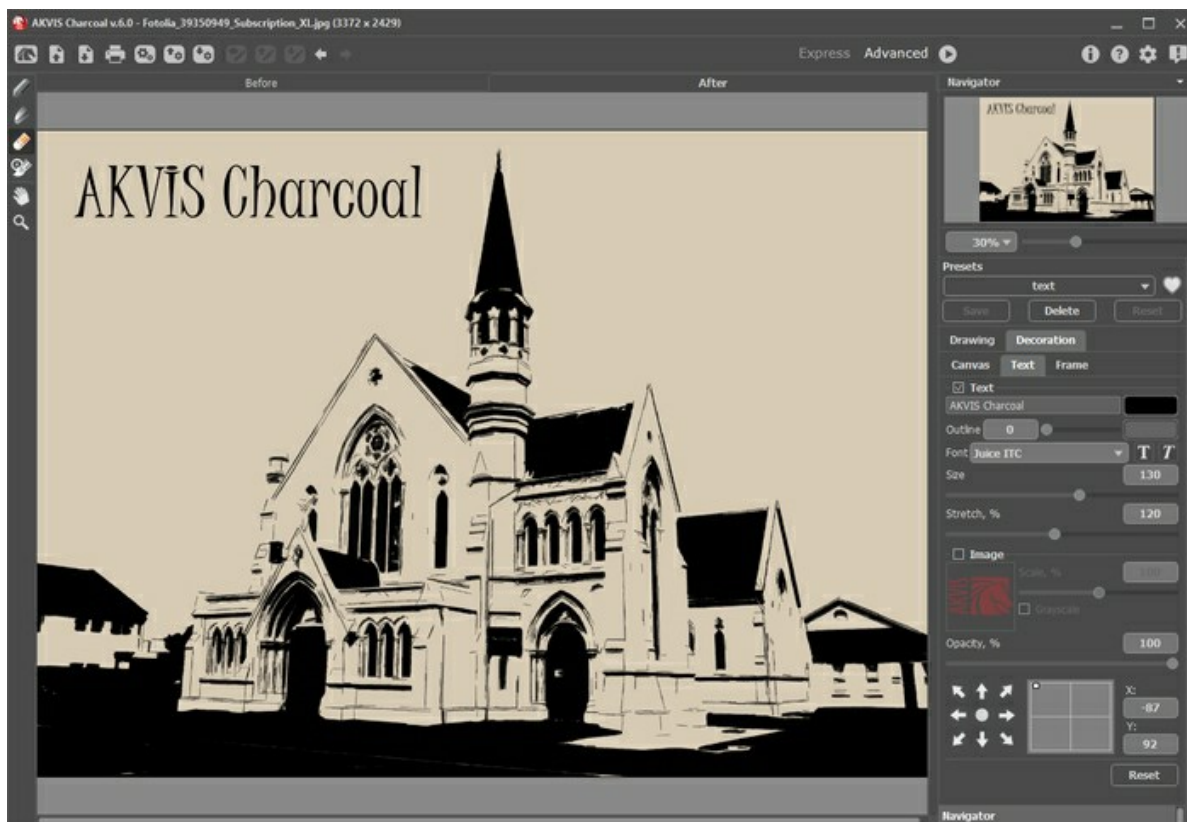 AKVIS Charcoal v.6.0 - Fotolia_39350949_Subscription_XL.jpg (3372 x 2429)
Express Advanced
Before After
Navigator
AKVIS Charcoal
AKVIS Charcoal
30%
Presets
text
Save Delete Reset
Drawing Decoration
Canvas Text Frame
Text
AKVIS Charcoal
Outline 0
Font Juice ITC T T
Size 130
Stretch, % 120
Image
Scale, % 100
AKVIS
Grayscale
Opacity, % 100
X:
-87
Y:
92
Reset
Navigator